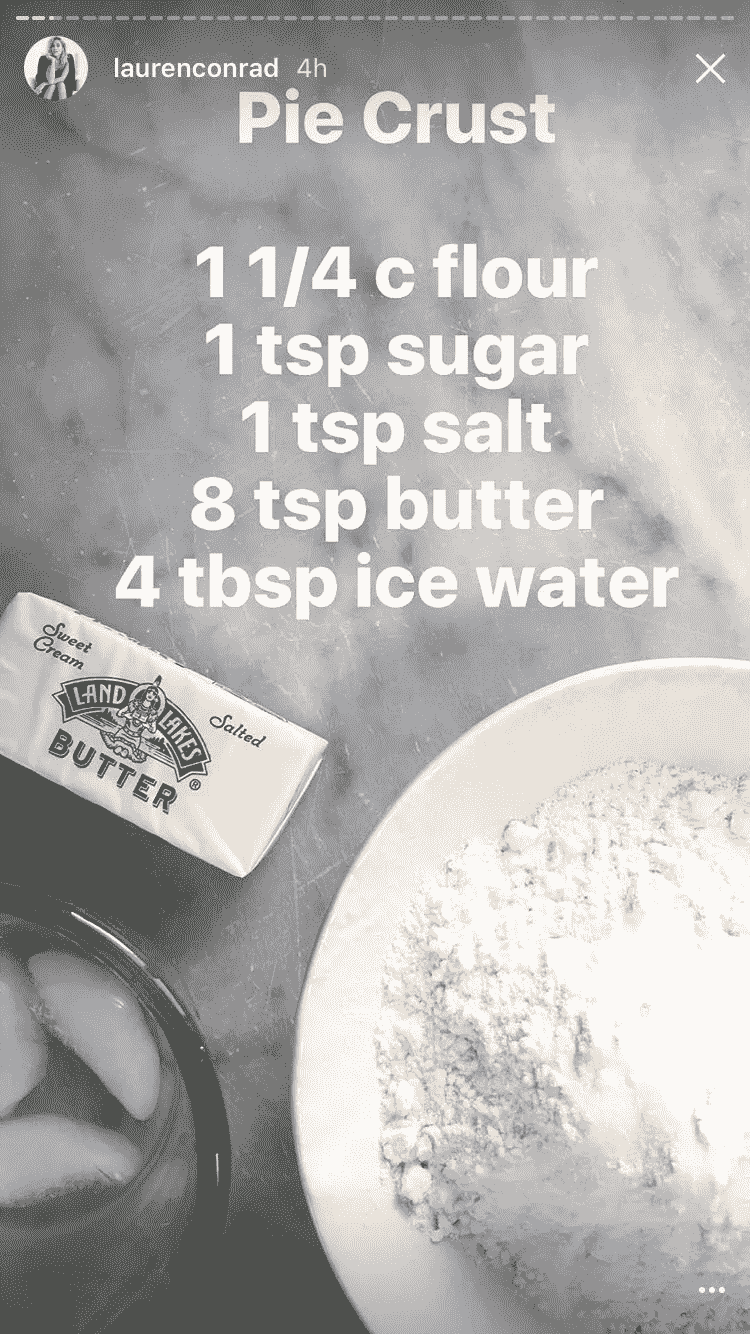 laurenconrad 4h
Pie Crust
1 1/4 c flour
1 tsp sugar
1 tsp salt
8 tsp butter
4 tbsp ice water
Sweet
Cream
LAND O LAKES
Salted
BUTTER®